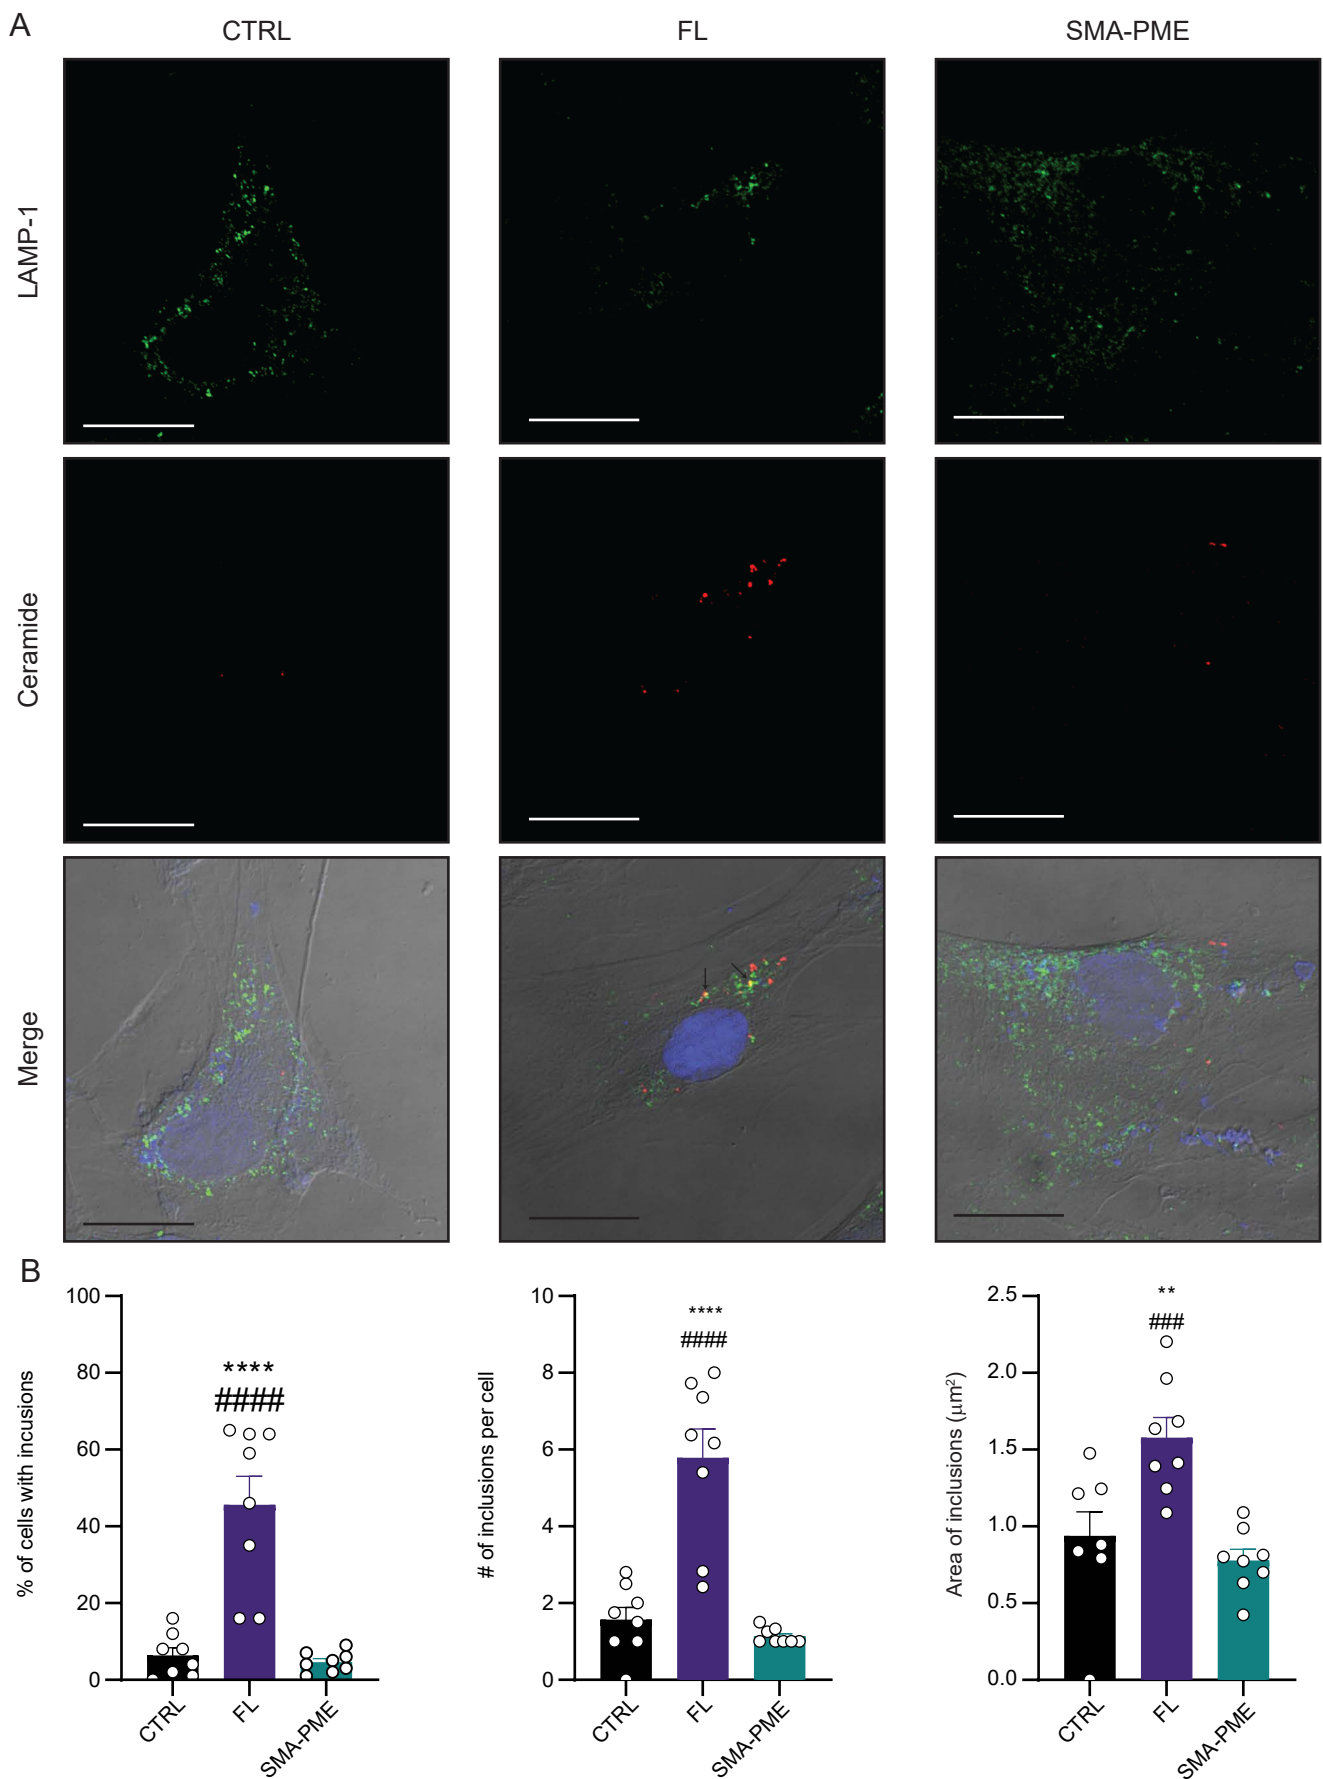 A
CTRL FL SMA-PME
LAMP-1
Ceramide
Merge
B
% of cells with incusions
100
80
60
40
20
0
****
####
CTRL
FL
SMA-PME
# of inclusions per cell
10
8
6
4
2
0
****
####
CTRL
FL
SMA-PME
Area of inclusions (μm²)
2.5
2.0
1.5
1.0
0.5
0.0
**
###
CTRL
FL
SMA-PME